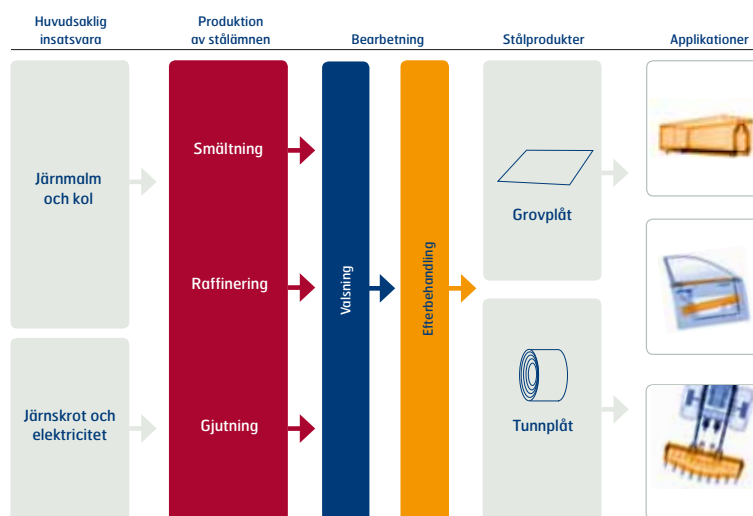 Huvudsaklig
insatsvara
Produktion
av stålämnen
Bearbetning
Stålprodukter
Applikationer
Järnmalm
och kol
Järnskrot och
elektricitet
Smältning
Raffinering
Gjutning
Valsning
Efterbehandling
Grovplåt
Tunnplåt